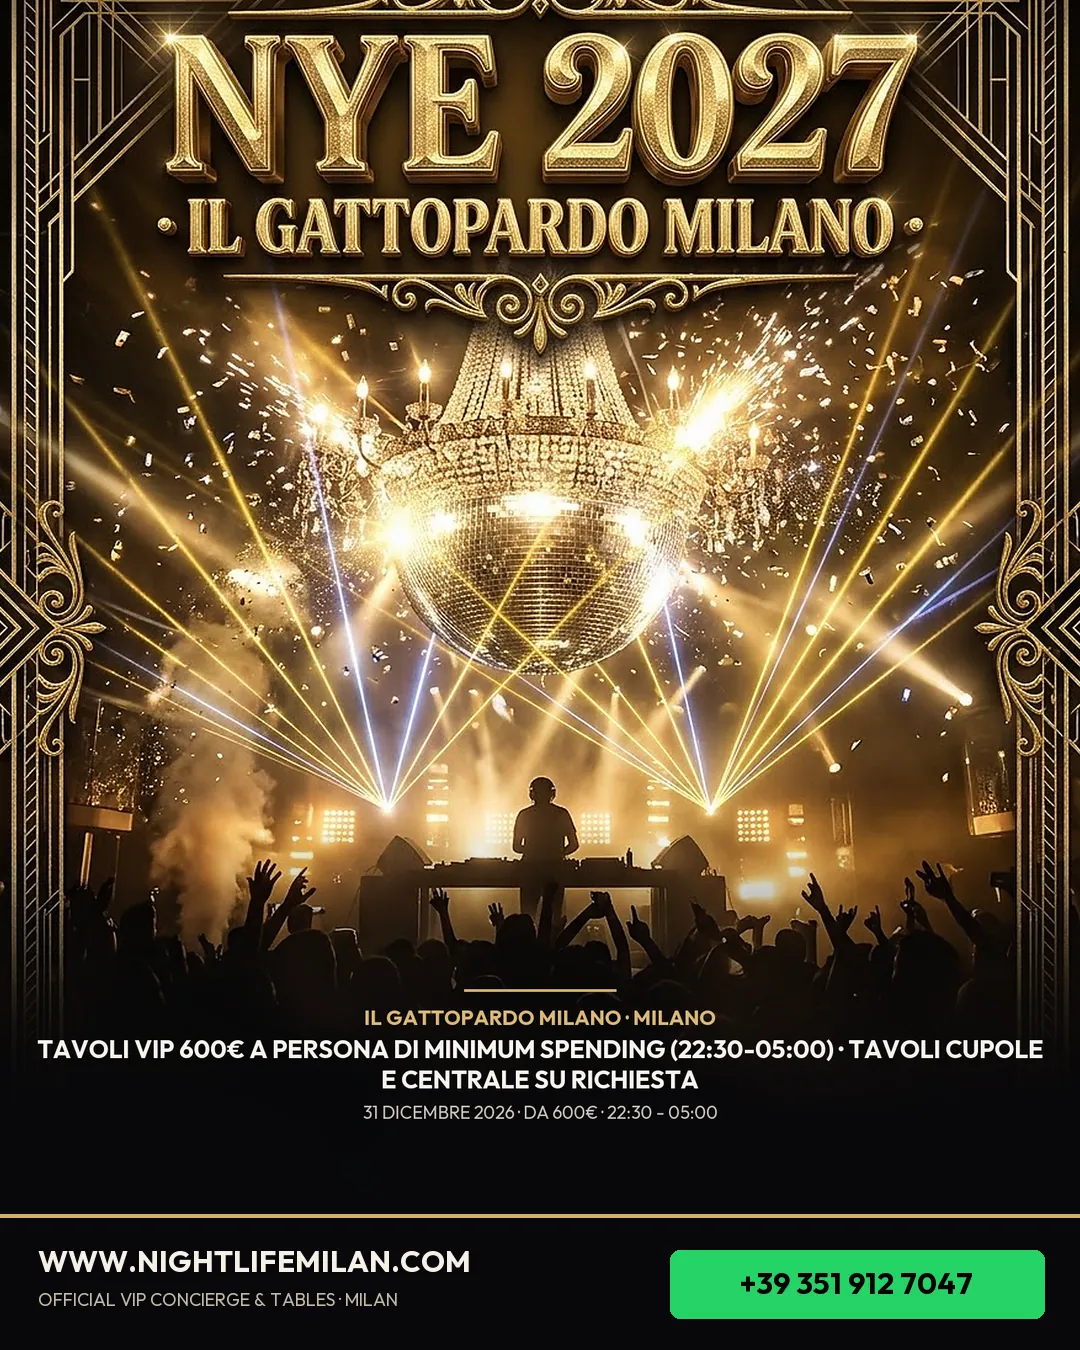 NYE 2027
· IL GATTOPARDO MILANO ·
IL GATTOPARDO MILANO · MILANO
TAVOLI VIP 600€ A PERSONA DI MINIMUM SPENDING (22:30-05:00) · TAVOLI CUPOLE
E CENTRALE SU RICHIESTA
31 DICEMBRE 2026 · DA 600€ · 22:30 - 05:00
WWW.NIGHTLIFEMILAN.COM
OFFICIAL VIP CONCIERGE & TABLES · MILAN
+39 351 912 7047